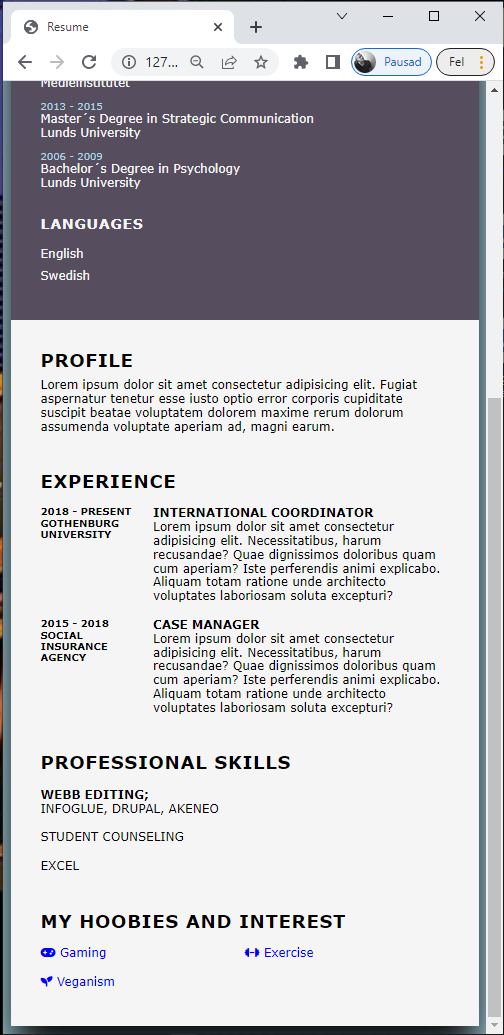 Resume
127...
Pausad
Fel
Medieinstitutet
2013 - 2015
Master´s Degree in Strategic Communication
Lunds University
2006 - 2009
Bachelor´s Degree in Psychology
Lunds University
LANGUAGES
English
Swedish
PROFILE
Lorem ipsum dolor sit amet consectetur adipisicing elit. Fugiat
aspernatur tenetur esse iusto optio error corporis cupiditate
suscipit beatae voluptatem dolorem maxime rerum dolorum
assumenda voluptate aperiam ad, magni earum.
EXPERIENCE
2018 - PRESENT
GOTHENBURG
UNIVERSITY
INTERNATIONAL COORDINATOR
Lorem ipsum dolor sit amet consectetur
adipisicing elit. Necessitatibus, harum
recusandae? Quae dignissimos doloribus quam
cum aperiam? Iste perferendis animi explicabo.
Aliquam totam ratione unde architecto
voluptates laboriosam soluta excepturi?
2015 - 2018
SOCIAL
INSURANCE
AGENCY
CASE MANAGER
Lorem ipsum dolor sit amet consectetur
adipisicing elit. Necessitatibus, harum
recusandae? Quae dignissimos doloribus quam
cum aperiam? Iste perferendis animi explicabo.
Aliquam totam ratione unde architecto
voluptates laboriosam soluta excepturi?
PROFESSIONAL SKILLS
WEBB EDITING;
INFOGLUE, DRUPAL, AKENEO
STUDENT COUNSELING
EXCEL
MY HOOBIES AND INTEREST
Gaming
Exercise
Veganism